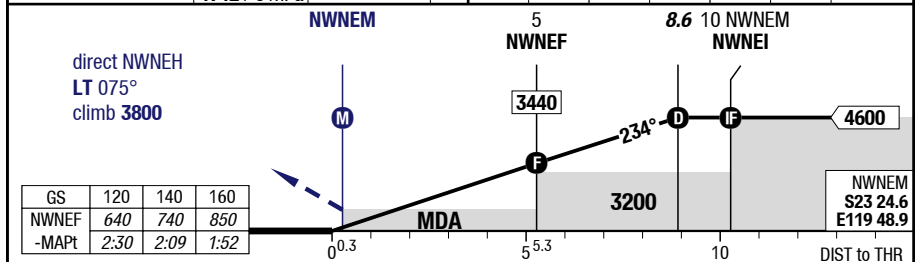 NWNEM 5 8.6 10 NWNEM
NWNEF NWNEI
direct NWNEH
LT 075°
climb 3800
M 3440 D IF 4600
234°
F
GS 120 140 160
NWNEF 640 740 850
-MAPt 2:30 2:09 1:52
MDA 3200
NWNEM
S23 24.6
E119 48.9
0 0.3 5 5.3 10 DIST to THR